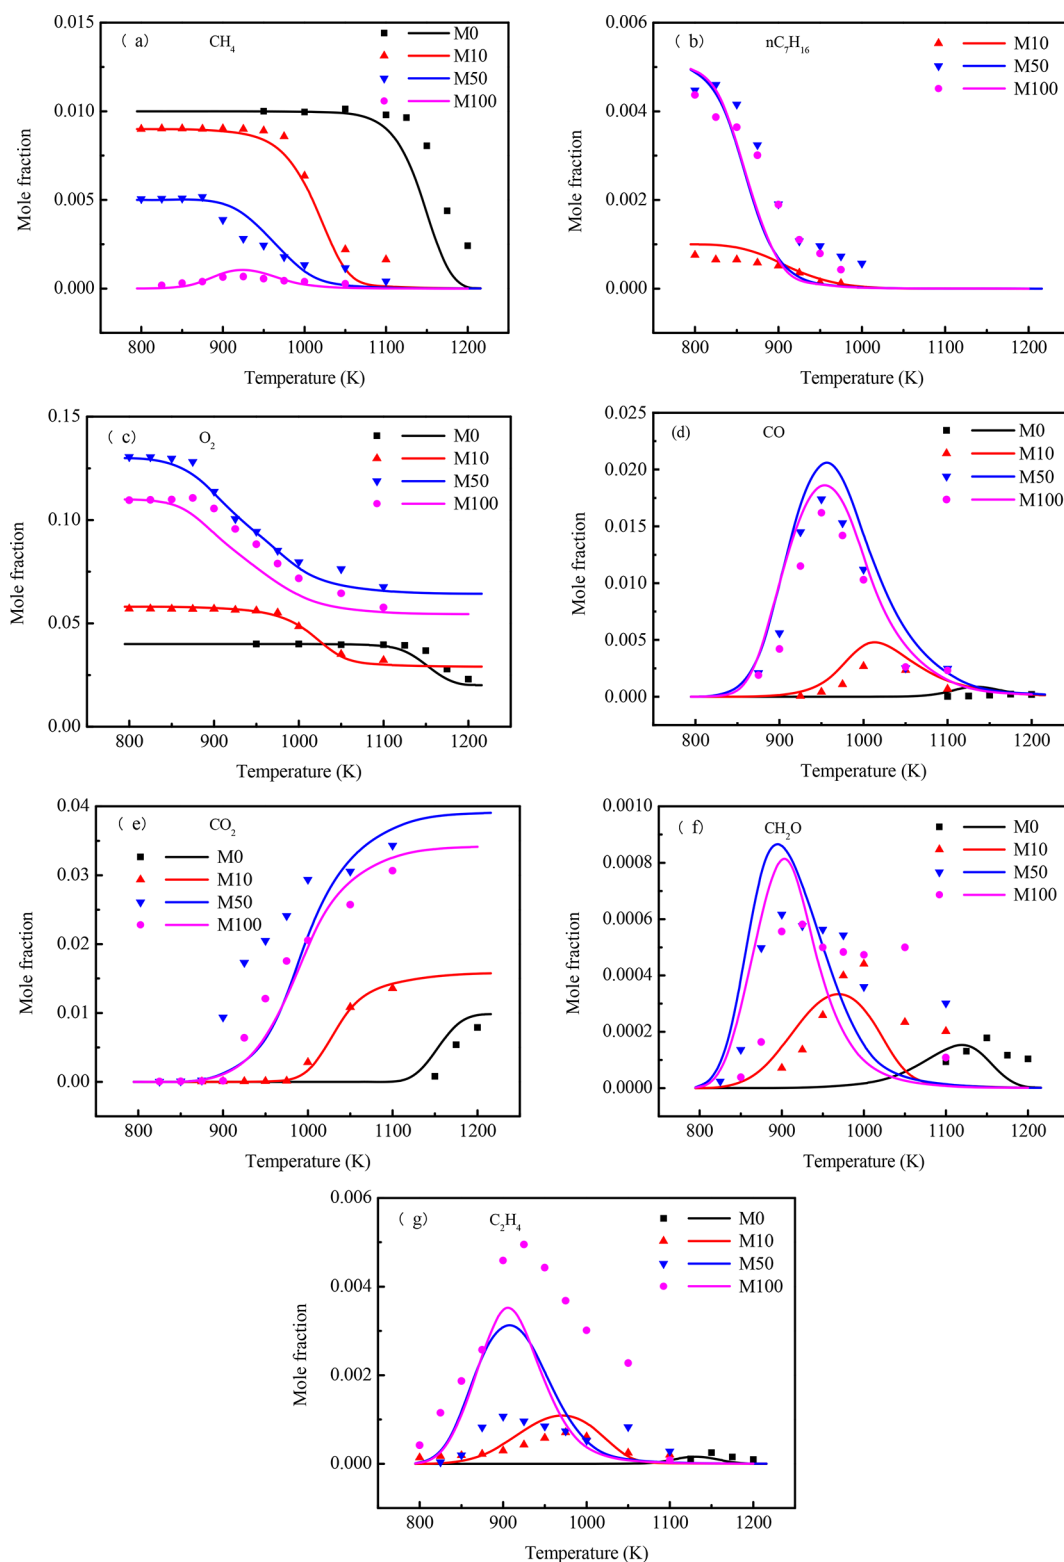 0.015
( a)
CH4
M0
M10
M50
M100
0.010
0.005
0.000
Mole fraction
800 900 1000 1100 1200
Temperature (K)
0.006
( b)
nC7H16
M10
M50
M100
0.004
0.002
0.000
Mole fraction
800 900 1000 1100 1200
Temperature (K)
0.15
( c)
O2
M0
M10
M50
M100
0.10
0.05
0.00
Mole fraction
800 900 1000 1100 1200
Temperature (K)
0.025
(d)
CO
M0
M10
M50
M100
0.020
0.015
0.010
0.005
0.000
Mole fraction
800 900 1000 1100 1200
Temperature (K)
0.04
( e)
CO2
M0
M10
M50
M100
0.03
0.02
0.01
0.00
Mole fraction
800 900 1000 1100 1200
Temperature (K)
0.0010
( f)
CH2O
M0
M10
M50
M100
0.0008
0.0006
0.0004
0.0002
0.0000
Mole fraction
800 900 1000 1100 1200
Temperature (K)
0.006
( g)
C2H4
M0
M10
M50
M100
0.004
0.002
0.000
Mole fraction
800 900 1000 1100 1200
Temperature (K)